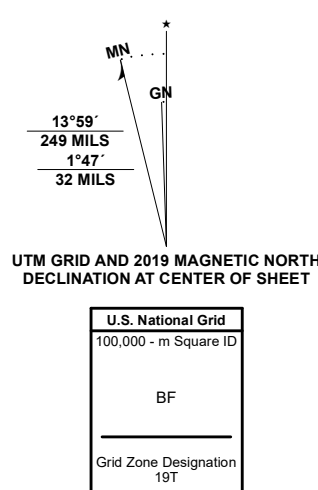 ★
MN
GN
13°59´
249 MILS
1°47´
32 MILS
UTM GRID AND 2019 MAGNETIC NORTH
DECLINATION AT CENTER OF SHEET
U.S. National Grid
100,000 - m Square ID
BF
Grid Zone Designation
19T